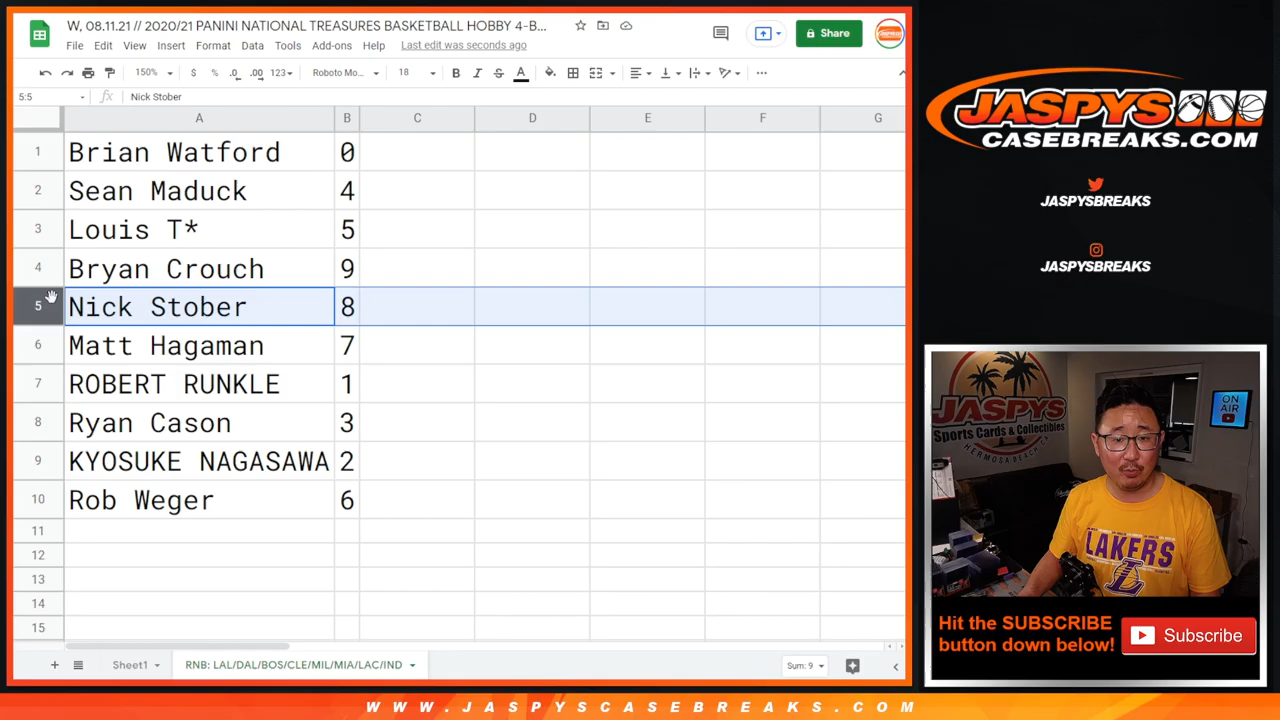 W, 08.11.21 // 2020/21 PANINI NATIONAL TREASURES BASKETBALL HOBBY 4-B...
File Edit View Insert Format Data Tools Add-ons Help Last edit was seconds ago
Share
150% $ % .0 .00 123 Roboto Mo... 18 B I S A
5:5 fx Nick Stober
A B C D E F G
1 Brian Watford 0
2 Sean Maduck 4
3 Louis T* 5
4 Bryan Crouch 9
5 Nick Stober 8
6 Matt Hagaman 7
7 ROBERT RUNKLE 1
8 Ryan Cason 3
9 KYOSUKE NAGASAWA 2
10 Rob Weger 6
11
12
13
14
15
Sheet1 RNB: LAL/DAL/BOS/CLE/MIL/MIA/LAC/IND Sum: 9
JASPYS
CASEBREAKS.COM
JASPYSBREAKS
JASPYSBREAKS
JASPYS
Sports Cards & Collectibles
HERMOSA BEACH CA
ON AIR
LAKERS
L
Hit the SUBSCRIBE
button down below!
Subscribe
WWW.JASPYSCASEBREAKS.COM